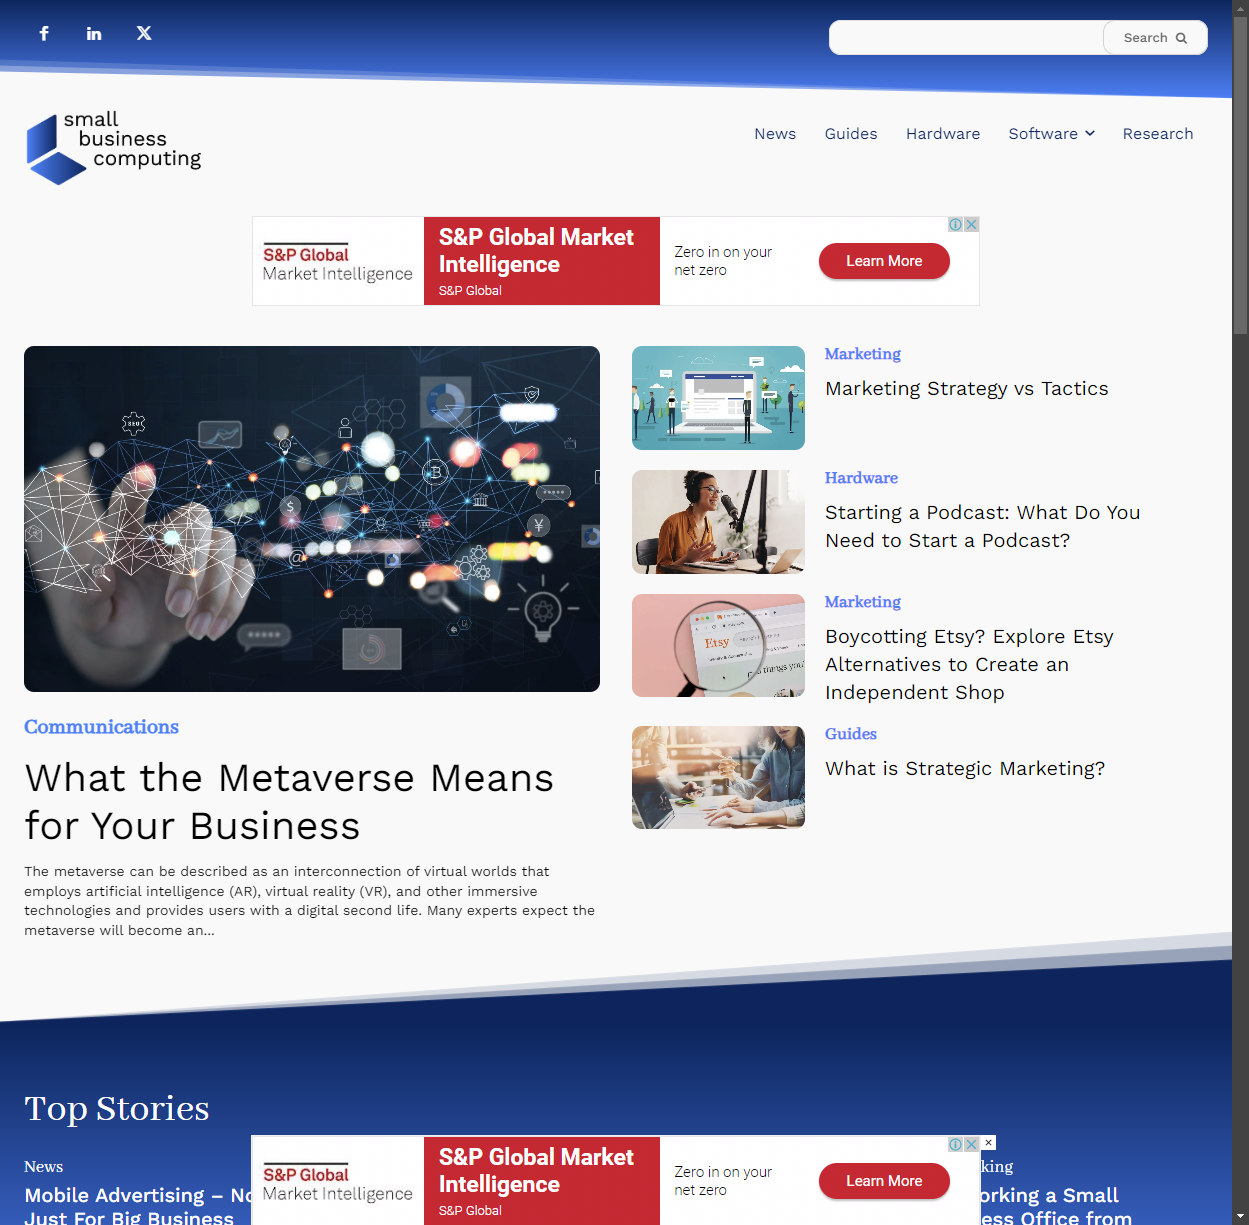 Search
small
business
computing
News Guides Hardware Software Research
S&P Global
Market Intelligence
S&P Global Market
Intelligence
S&P Global
Zero in on your
net zero
Learn More
Marketing
Marketing Strategy vs Tactics
Hardware
Starting a Podcast: What Do You
Need to Start a Podcast?
Marketing
Boycotting Etsy? Explore Etsy
Alternatives to Create an
Independent Shop
Etsy
Guides
What is Strategic Marketing?
SEO
Communications
What the Metaverse Means
for Your Business
The metaverse can be described as an interconnection of virtual worlds that
employs artificial intelligence (AR), virtual reality (VR), and other immersive
technologies and provides users with a digital second life. Many experts expect the
metaverse will become an...
Top Stories
News
Mobile Advertising – No
Just For Big Business
S&P Global
Market Intelligence
S&P Global Market
Intelligence
S&P Global
Zero in on your
net zero
Learn More
king
orking a Small
ess Office from